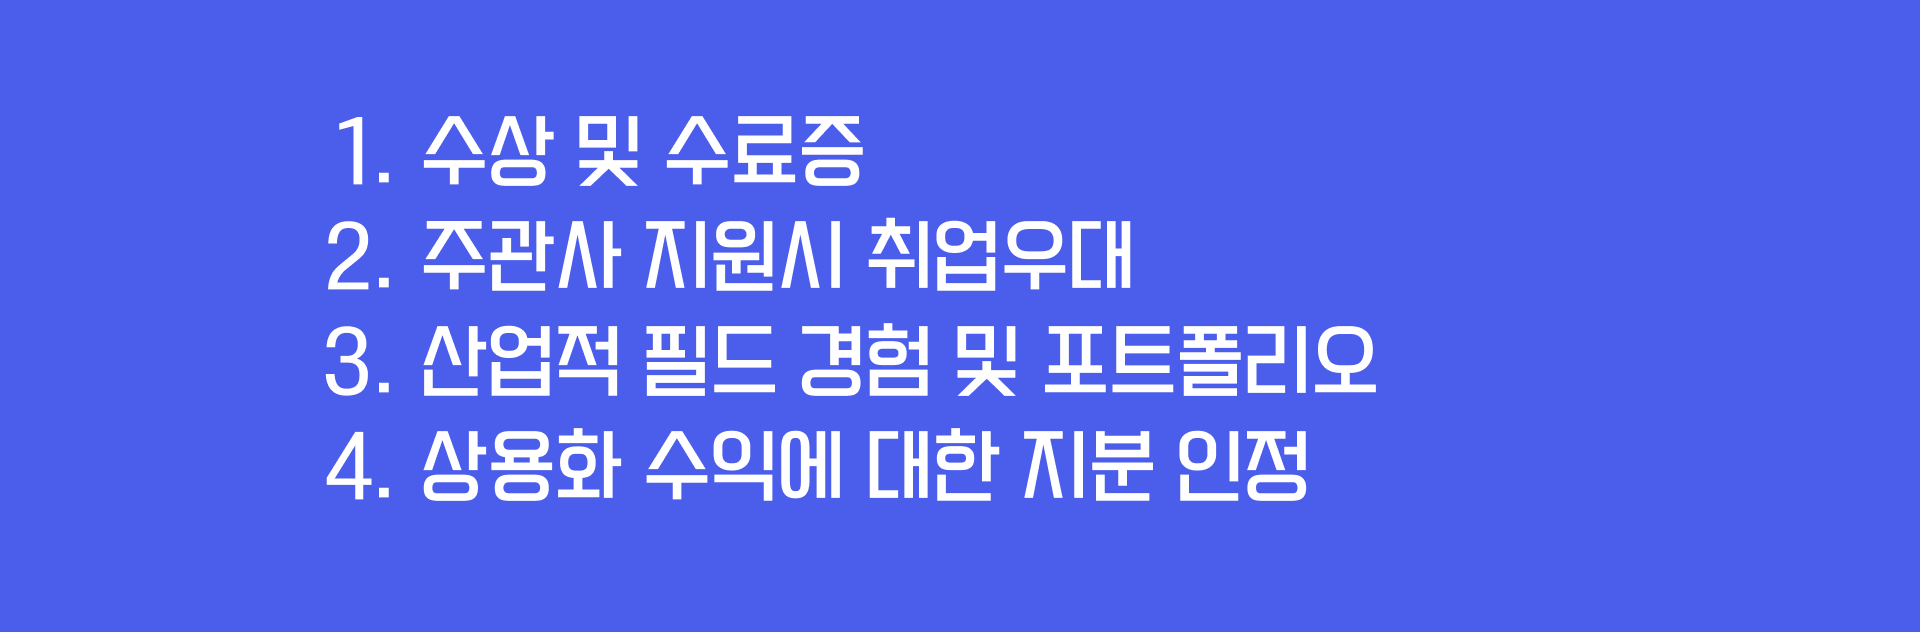 1. 수상 및 수료증
2. 주관사 지원시 취업우대
3. 산업적 필드 경험 및 포트폴리오
4. 상용화 수익에 대한 지분 인정